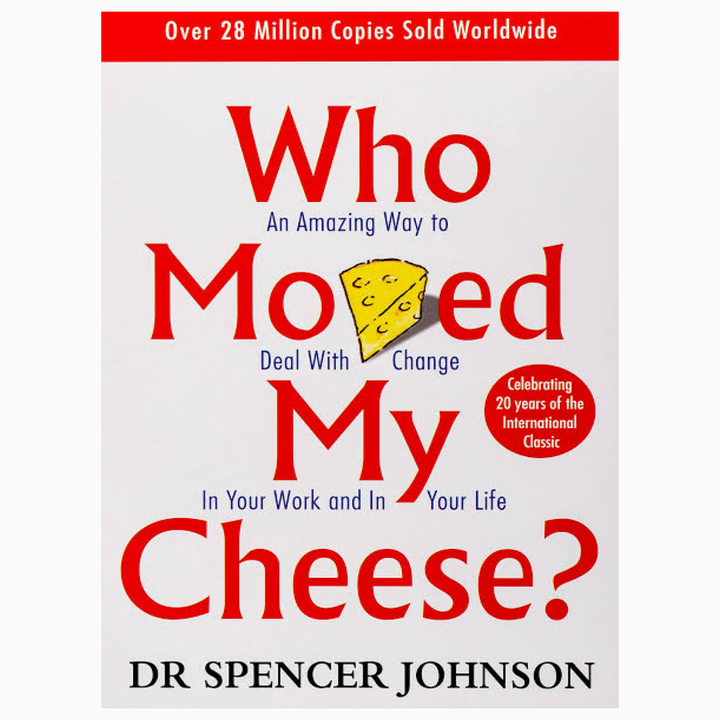 Over 28 Million Copies Sold Worldwide
Who
An Amazing Way to
Moved
Deal With Change
My
In Your Work and In Your Life
Cheese?
Celebrating
20 years of the
International
Classic
DR SPENCER JOHNSON